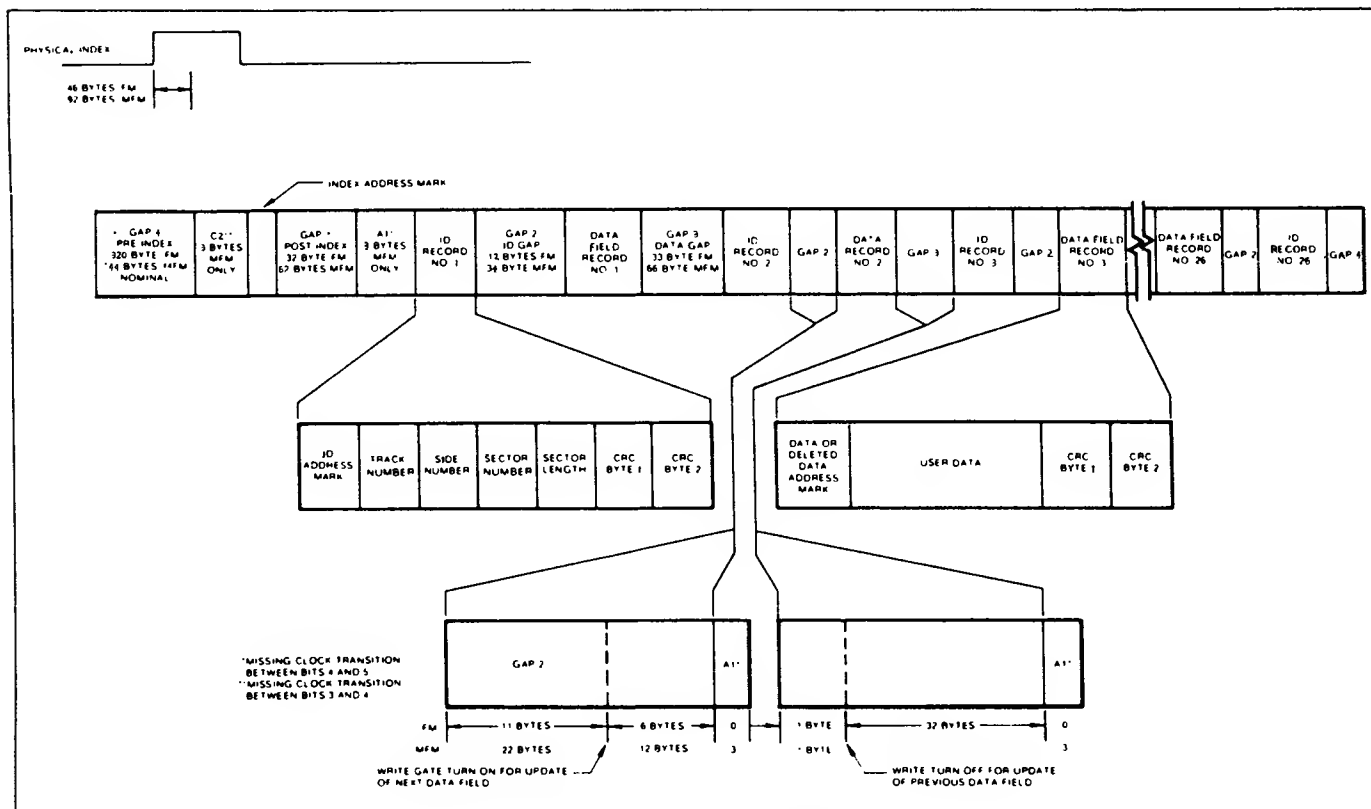 PHYSICAL INDEX
46 BYTES FM
92 BYTES MFM
INDEX ADDRESS MARK
GAP 4
PRE INDEX
320 BYTE FM
NOMINAL
C2**
3 BYTES
MFM
ONLY
GAP
POST INDEX
32 BYTE FM
62 BYTES MFM
A1*
3 BYTES
MFM
ONLY
ID
RECORD
NO. 1
GAP 2
ID GAP
12 BYTES FM
34 BYTE MFM
DATA
FIELD
RECORD
NO. 1
GAP 3
DATA GAP
33 BYTE FM
66 BYTE MFM
ID
RECORD
NO. 2
GAP 2
DATA
RECORD
NO. 2
GAP 3
ID
RECORD
NO. 3
GAP 2
DATA FIELD
RECORD
NO. 3
DATA FIELD
RECORD
NO. 26
GAP 2
ID
RECORD
NO. 26
GAP 4
ID
ADDRESS
MARK
TRACK
NUMBER
SIDE
NUMBER
SECTOR
NUMBER
SECTOR
LENGTH
CRC
BYTE 1
CRC
BYTE 2
DATA OR
DELETED
DATA
ADDRESS
MARK
USER DATA
CRC
BYTE 1
CRC
BYTE 2
*MISSING CLOCK TRANSITION
BETWEEN BITS 4 AND 5
**MISSING CLOCK TRANSITION
BETWEEN BITS 3 AND 4
GAP 2
A1*
A1*
FM 11 BYTES 6 BYTES 0 1 BYTE 32 BYTES 0
MFM 22 BYTES 12 BYTES 3 BYTE 3
WRITE GATE TURN ON FOR UPDATE
OF NEXT DATA FIELD
WRITE TURN OFF FOR UPDATE
OF PREVIOUS DATA FIELD